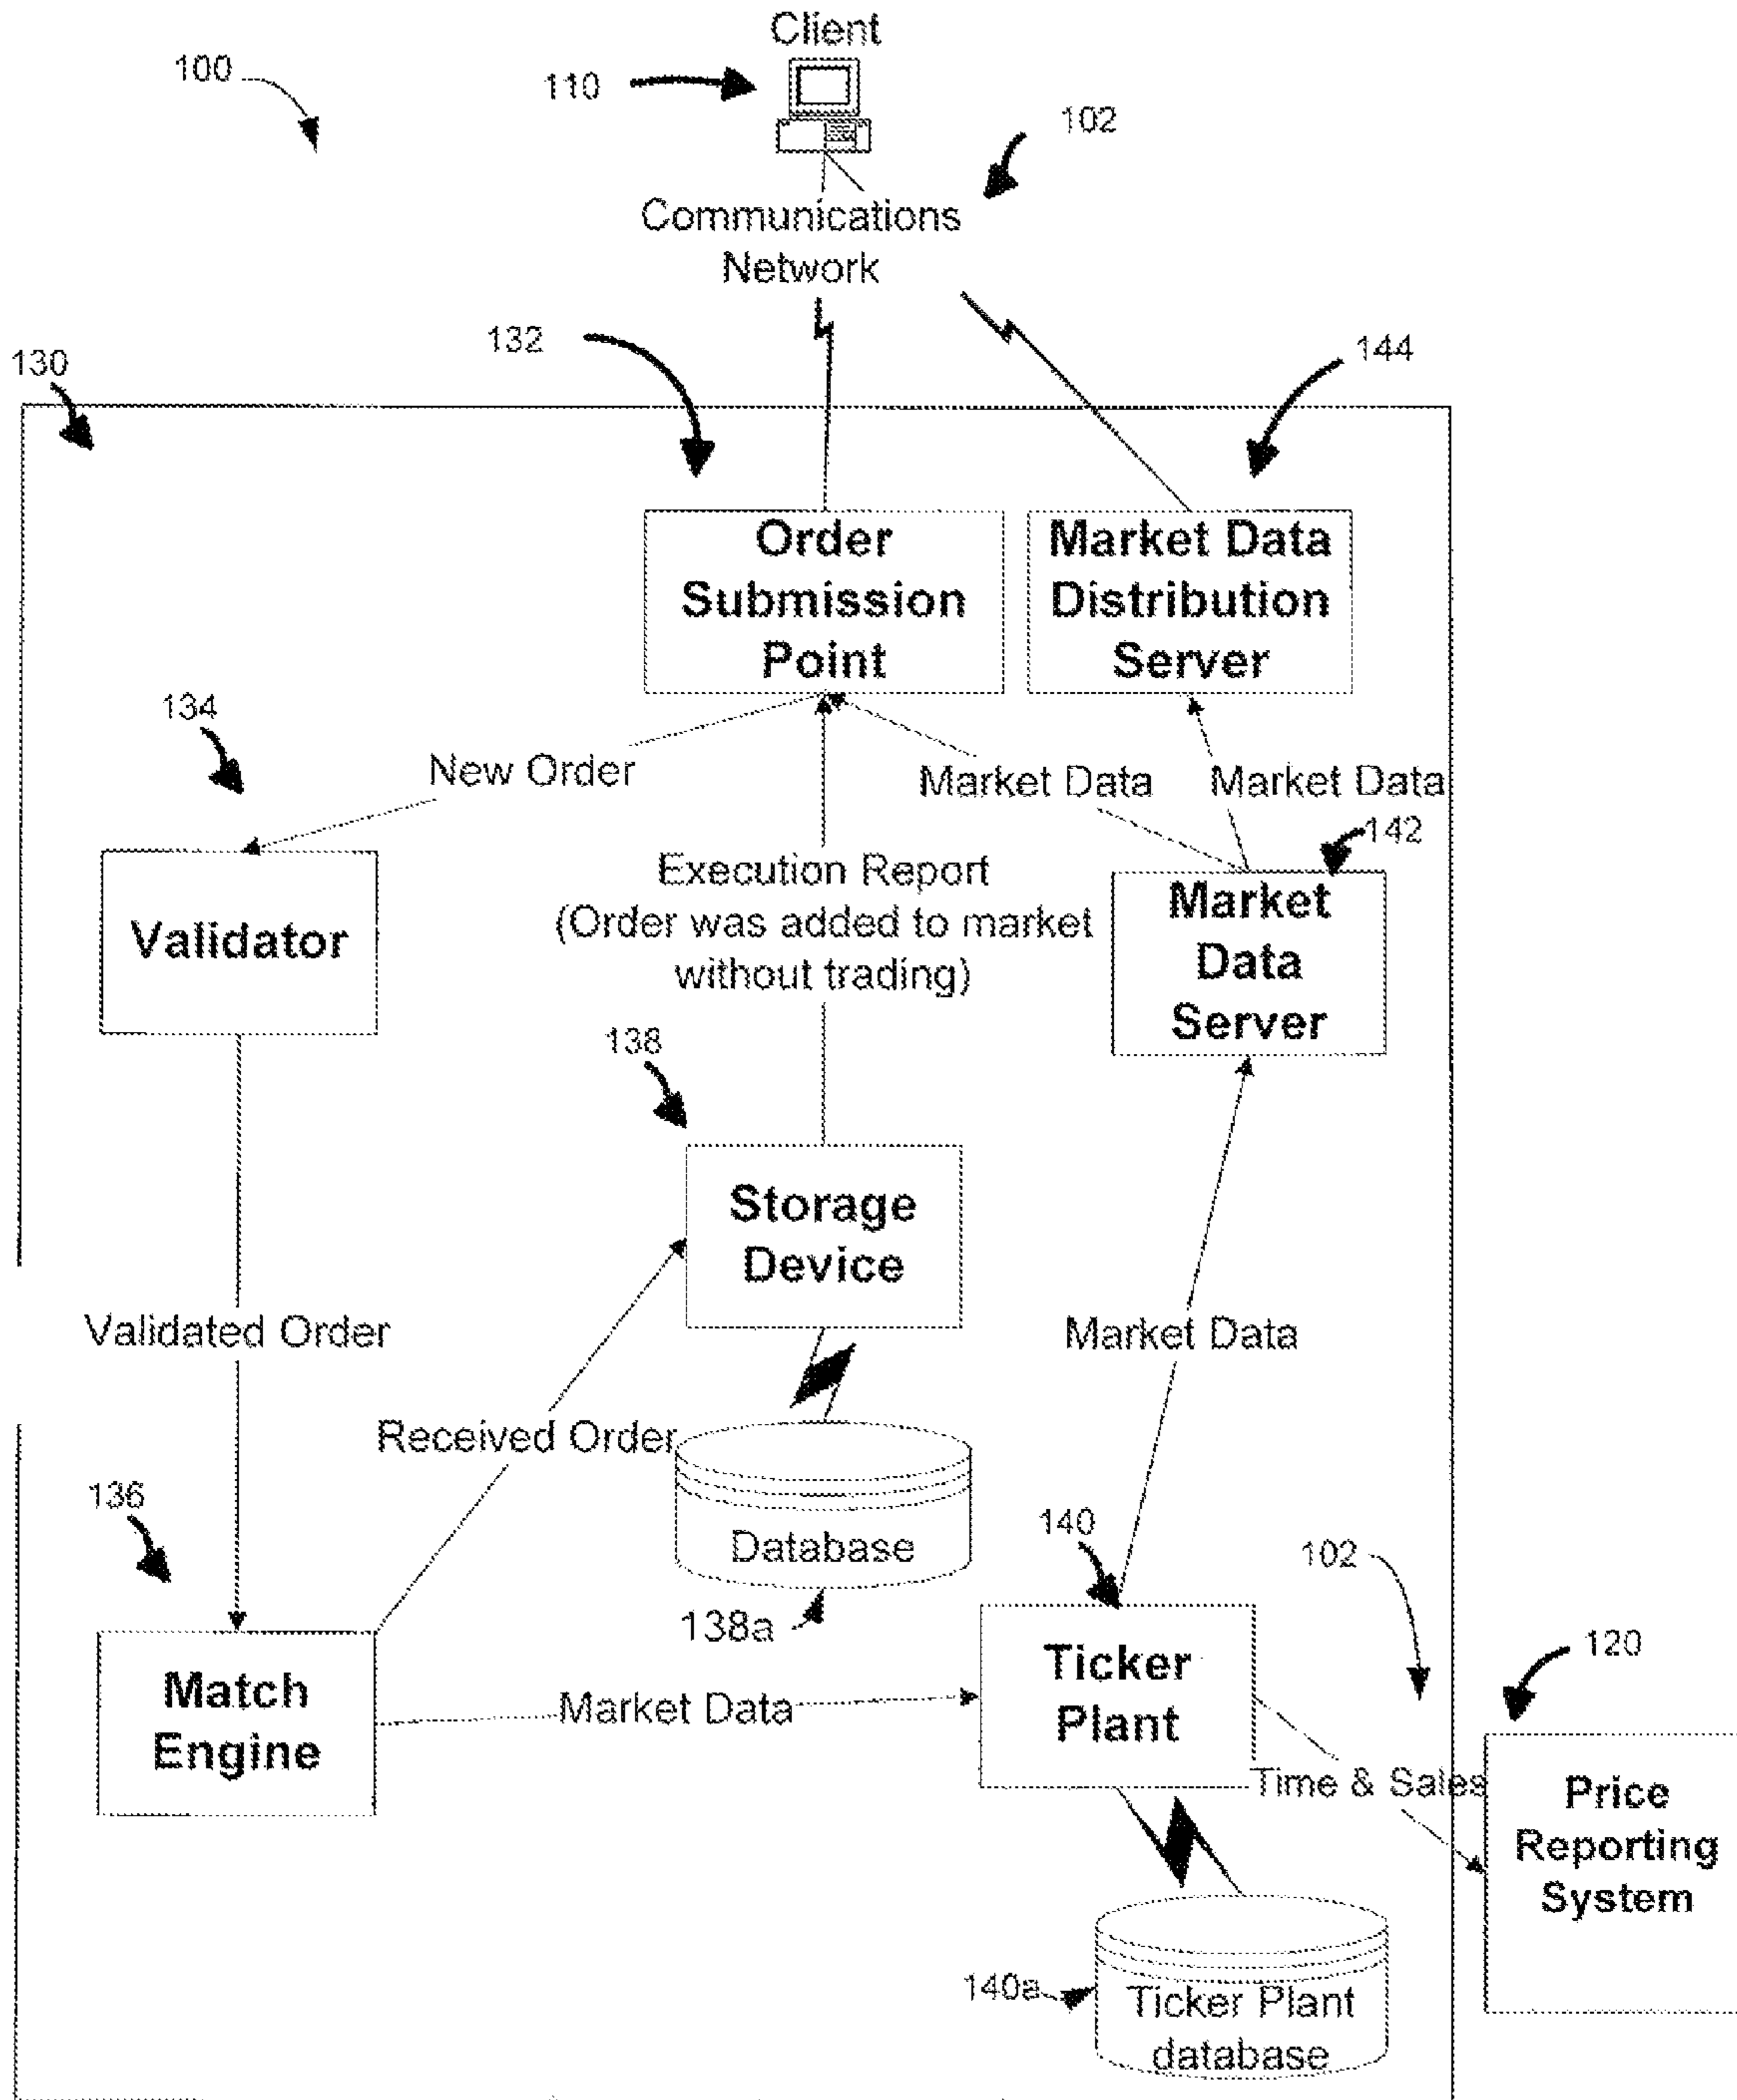 Client
100
110
102
Communications
Network
132
144
130
Order
Submission
Point
Market Data
Distribution
Server
134
New Order
Market Data
Market Data
142
Validator
Execution Report
(Order was added to market
without trading)
Market
Data
Server
138
Storage
Device
Validated Order
Market Data
Received Order
136
Database
138a
140
102
120
Match
Engine
Market Data
Ticker
Plant
Time & Sales
Price
Reporting
System
140a
Ticker Plant
database